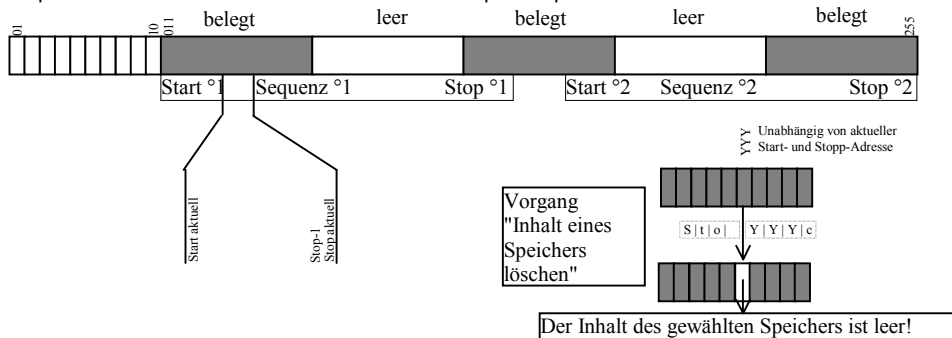 belegt leer belegt leer belegt
01 10 011 255
Start °1 Sequenz °1 Stop °1 Start °2 Sequenz °2 Stop °2
YYY Unabhängig von aktueller
Start- und Stopp-Adresse
Start aktuell
Stop-1
Stop aktuell
Vorgang
"Inhalt eines
Speichers
löschen"
S|t|o| Y|Y|Y|c
Der Inhalt des gewählten Speichers ist leer!